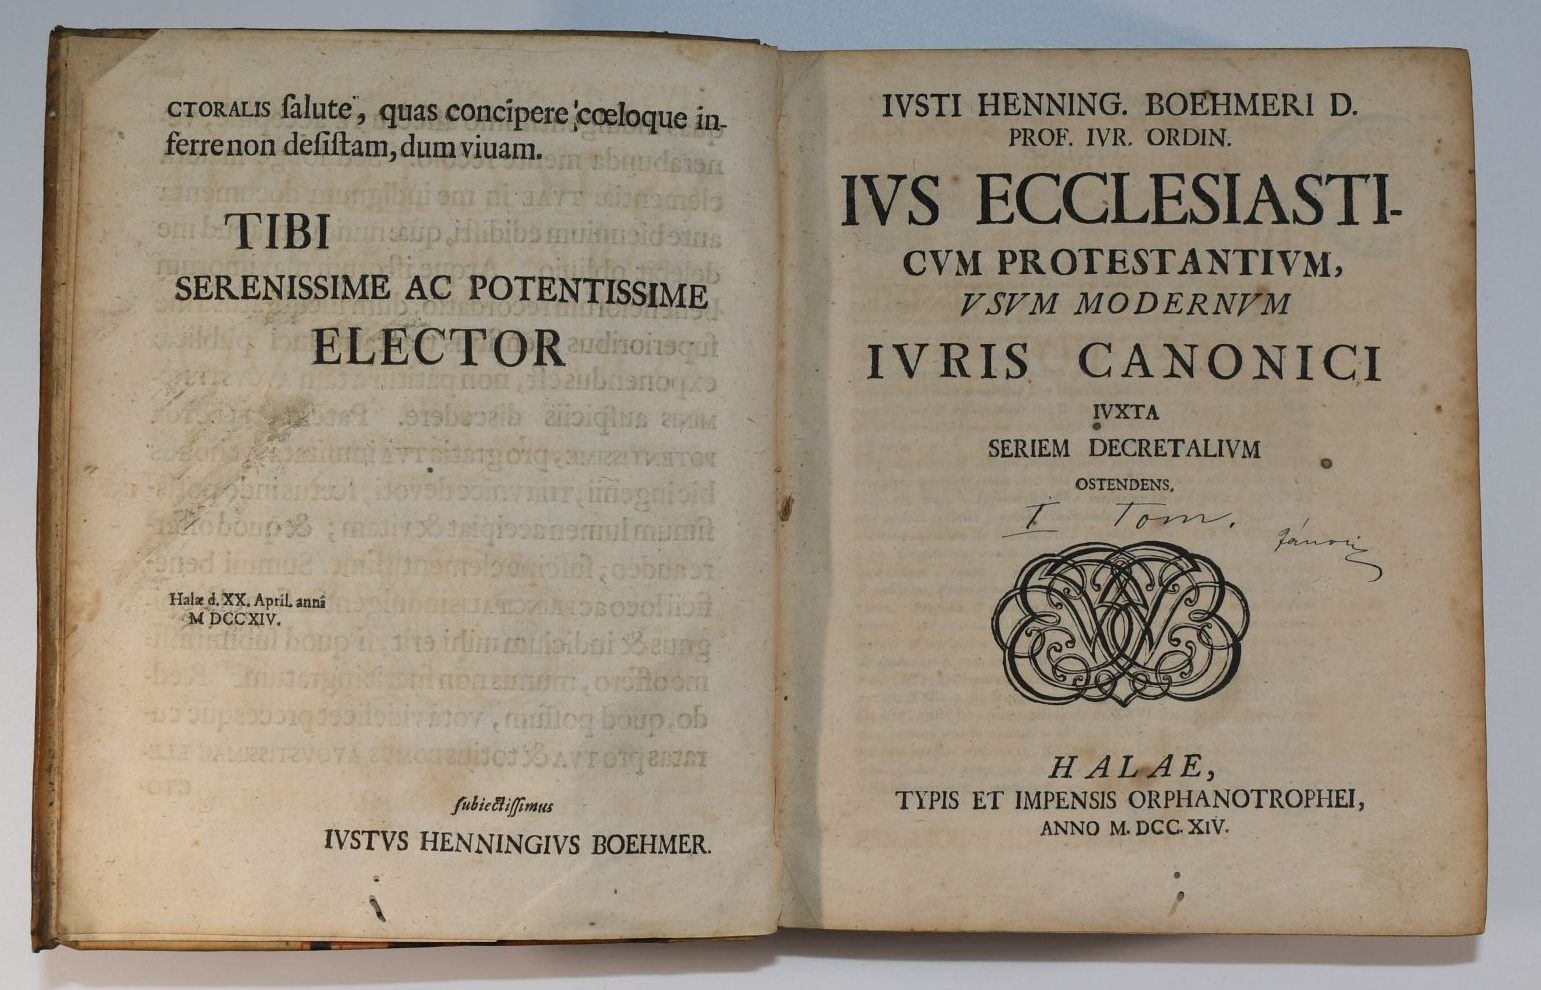 CTORALIS ſalute, quas concipere cœloque in-
ferre non deſiſtam, dum viuam.
TIBI
SERENISSIME AC POTENTISSIME
ELECTOR
Halæ d. XX. April. anni
M DCCXIV.
ſubiectiſſimus
IVSTVS HENNINGIVS BOEHMER.
IVSTI HENNING. BOEHMERI D.
PROF. IVR. ORDIN.
IVS ECCLESIASTI-
CVM PROTESTANTIVM,
VSVM MODERNVM
IVRIS CANONICI
IVXTA
SERIEM DECRETALIVM
OSTENDENS.
I Tom.
HALAE,
TYPIS ET IMPENSIS ORPHANOTROPHEI,
ANNO M. DCC. XIV.